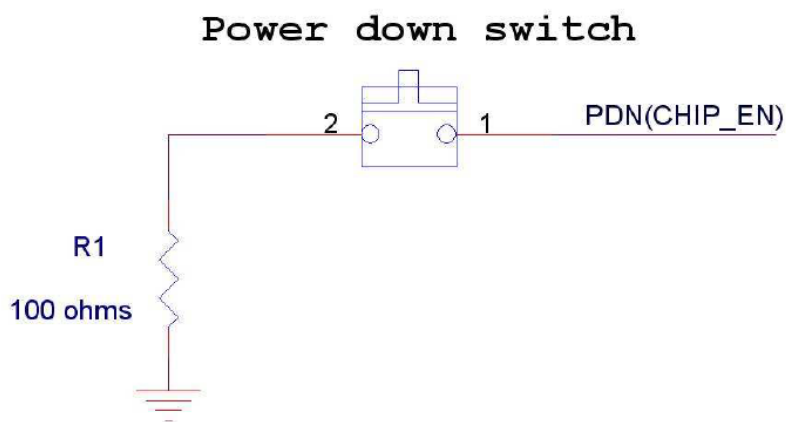 Power down switch
2
1
PDN(CHIP_EN)
R1
100 ohms